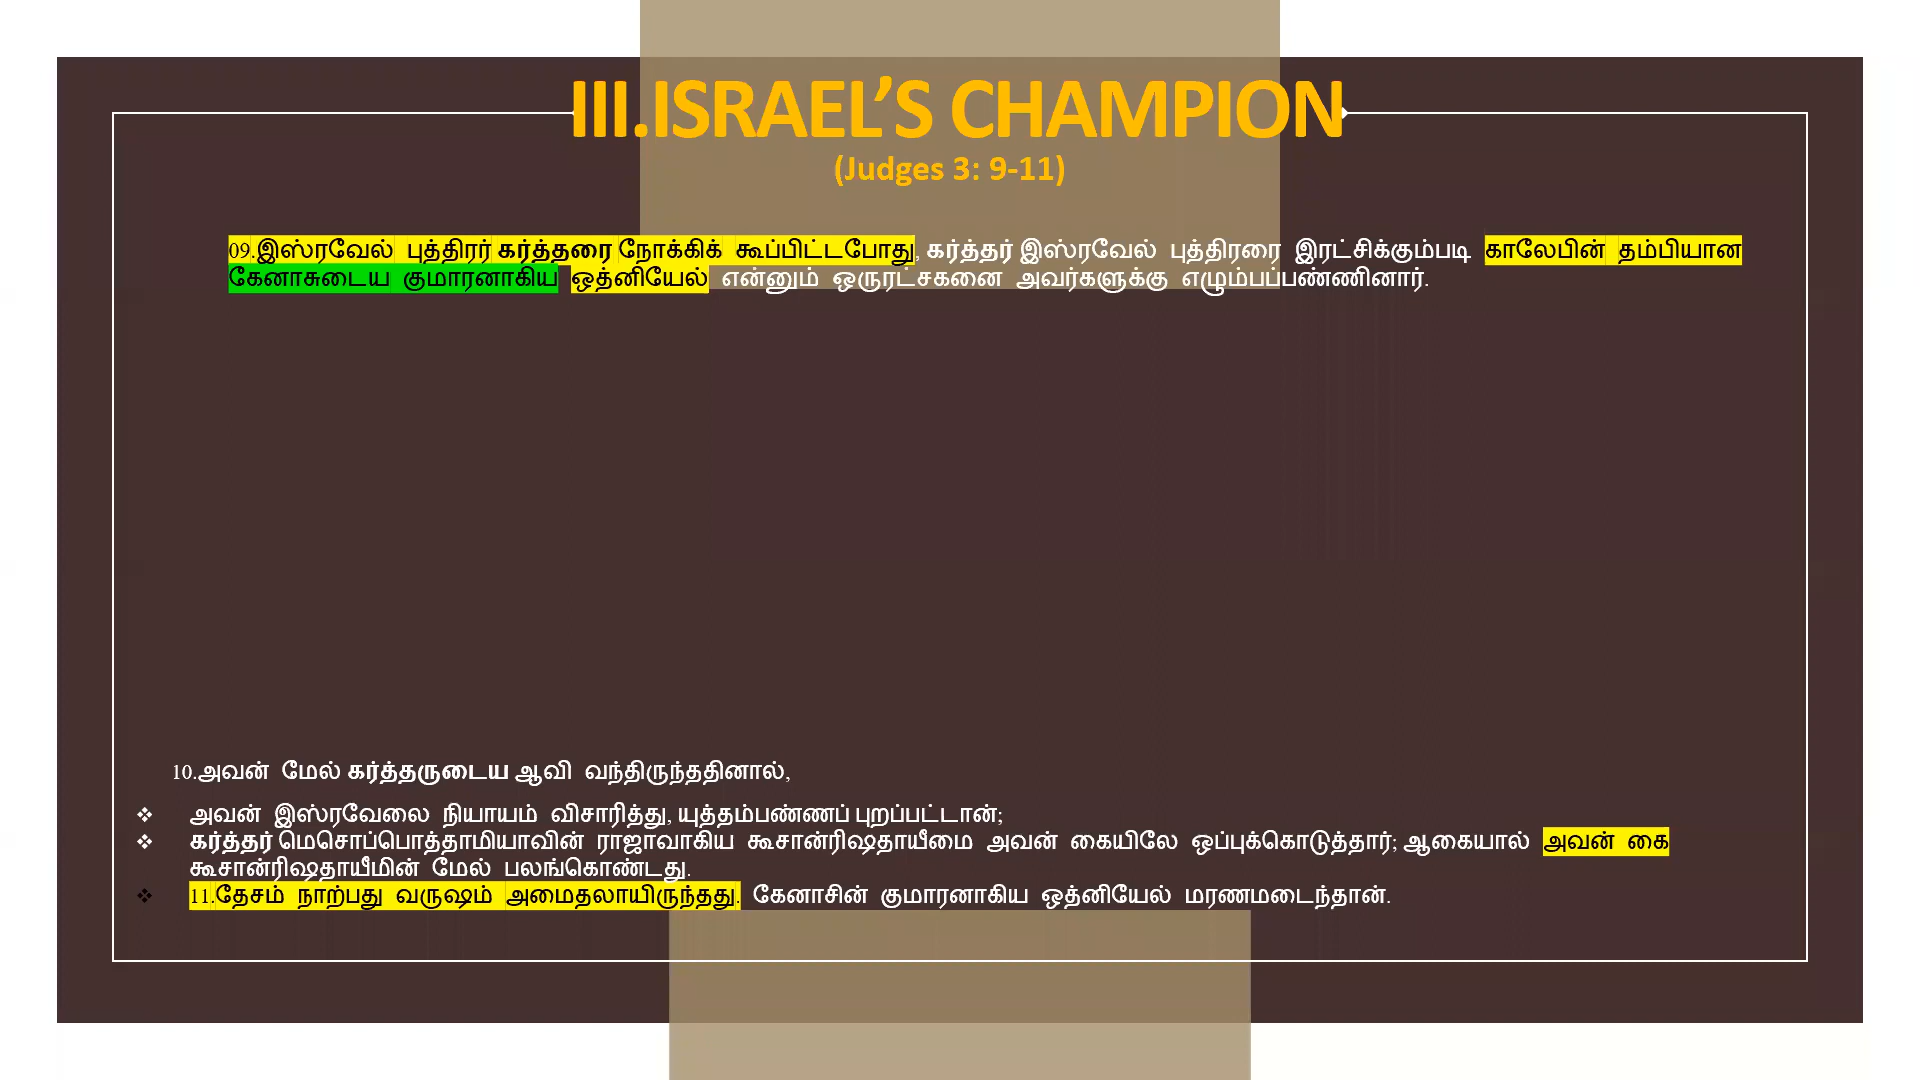 III.ISRAEL’S CHAMPION
(Judges 3: 9-11)
09.இஸ்ரவேல் புத்திரர் கர்த்தரை நோக்கிக் கூப்பிட்டபோது, கர்த்தர் இஸ்ரவேல் புத்திரரை இரட்சிக்கும்படி காலேபின் தம்பியான
கேனாசுடைய குமாரனாகிய ஒத்னியேல் என்னும் ஒருரட்சகனை அவர்களுக்கு எழும்பப்பண்ணினார்.
10.அவன் மேல் கர்த்தருடைய ஆவி வந்திருந்ததினால்,
❖ அவன் இஸ்ரவேலை நியாயம் விசாரித்து, யுத்தம்பண்ணப் புறப்பட்டான்;
❖ கர்த்தர் மெசொப்பொத்தாமியாவின் ராஜாவாகிய கூசான்ரிஷதாயீமை அவன் கையிலே ஒப்புக்கொடுத்தார்; ஆகையால் அவன் கை
கூசான்ரிஷதாயீமின் மேல் பலங்கொண்டது.
❖ 11.தேசம் நாற்பது வருஷம் அமைதலாயிருந்தது. கேனாசின் குமாரனாகிய ஒத்னியேல் மரணமடைந்தான்.